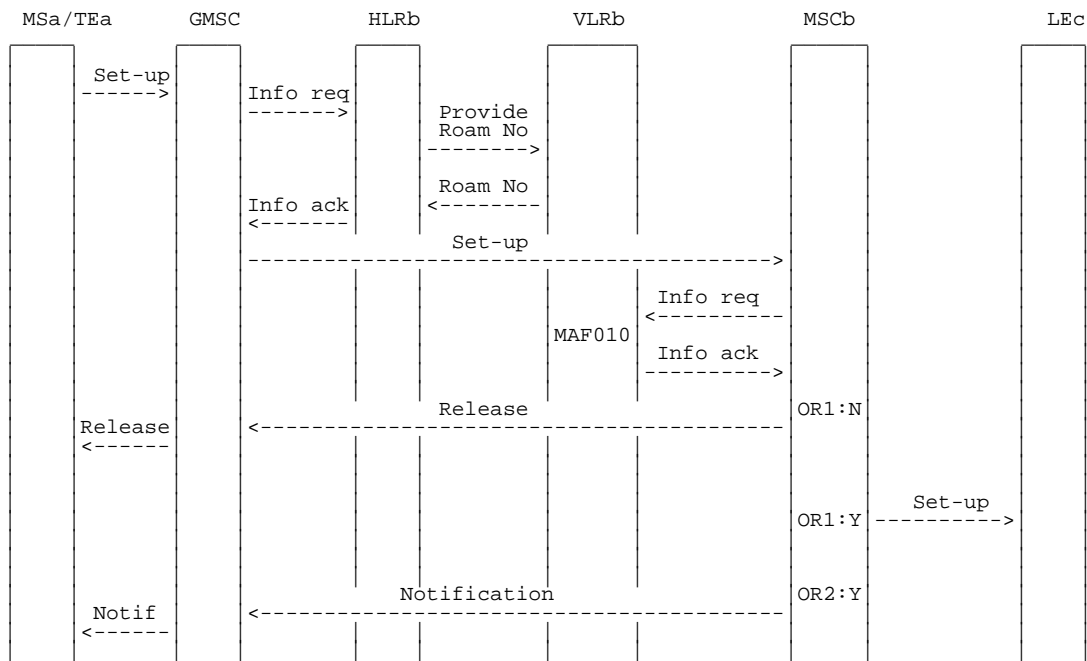 MSa/TEa GMSC HLRb VLRb MSCb LEc
Set-up
Info req
Provide
Roam No
Roam No
Info ack
Set-up
Info req
MAF010
Info ack
Release OR1:N
Release
Set-up
OR1:Y
Notification OR2:Y
Notif